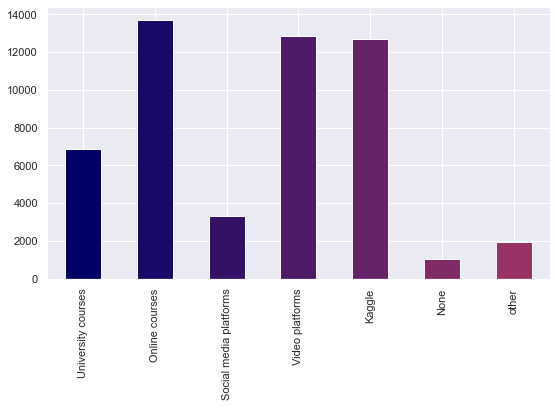 14000
12000
10000
8000
6000
4000
2000
0
University courses
Online courses
Social media platforms
Video platforms
Kaggle
None
other